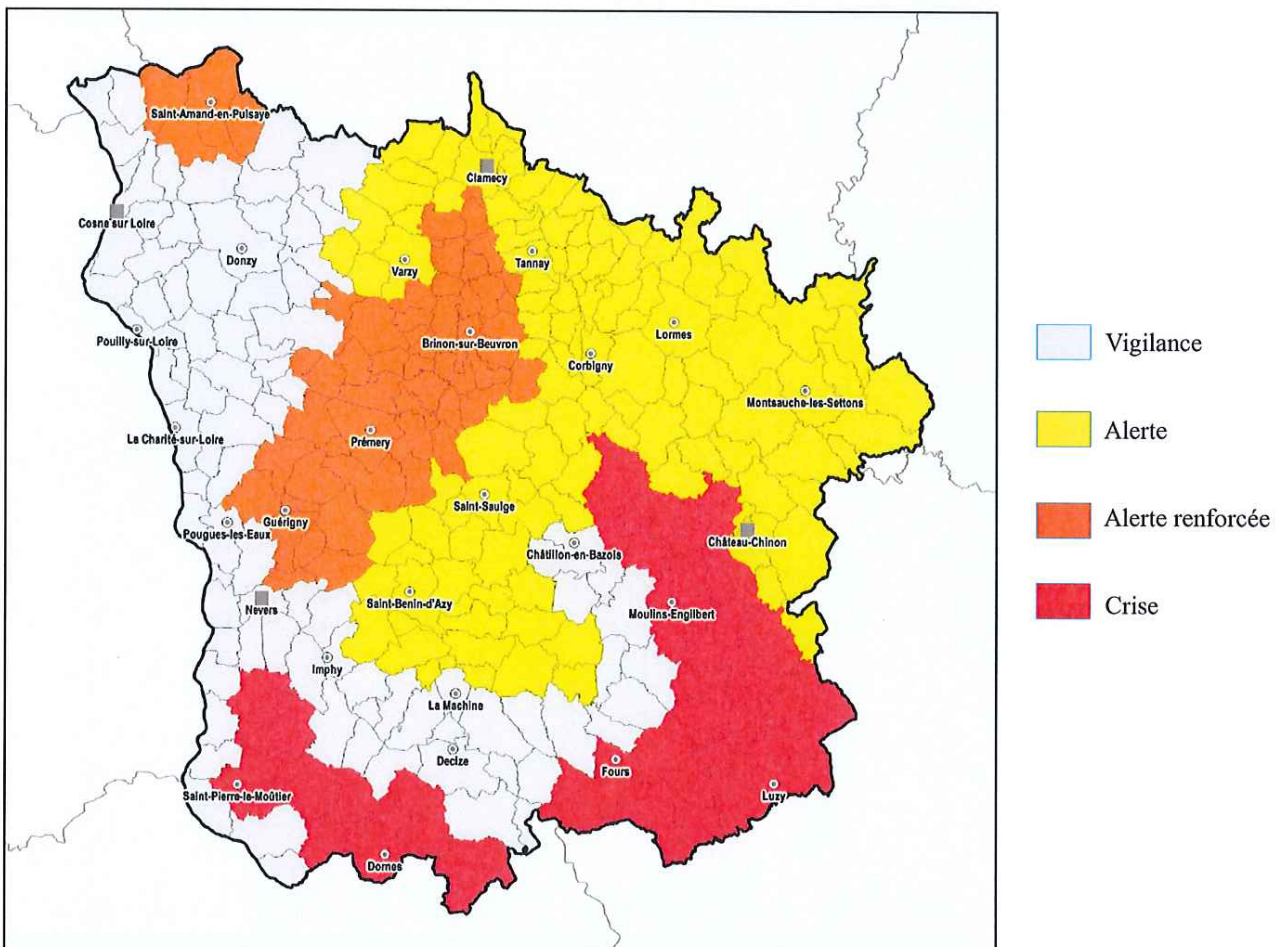 Saint-Amand-en-Puisaye
Clamecy
Cosne sur Loire
Donzy
Varzy
Tannay
Pouilly-sur-Loire
Brinon-sur-Beuvron
Lormes
Corbigny
Montsauche-les-Settons
La Charité-sur-Loire
Prémery
Saint-Saulge
Guérigny
Pougues-les-Eaux
Château-Chinon
Châtillon-en-Bazois
Saint-Benin-d'Azy
Nevers
Moulins-Engilbert
Imphy
La Machine
Decize
Fours
Saint-Pierre-le-Moûtier
Luzy
Dornes
Vigilance
Alerte
Alerte renforcée
Crise